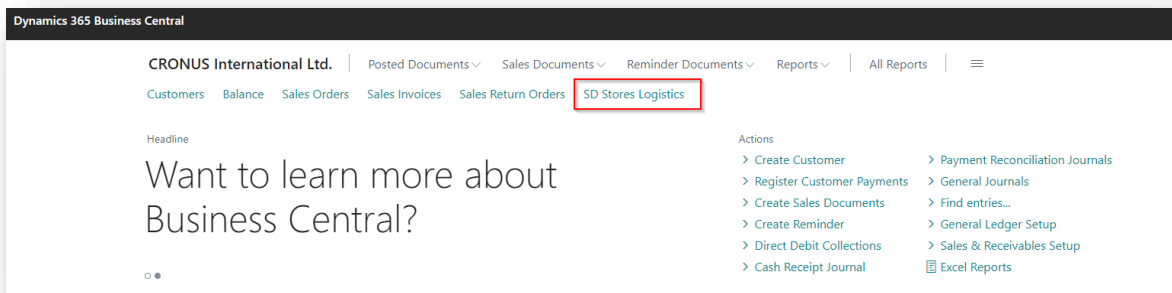 Dynamics 365 Business Central
CRONUS International Ltd. Posted Documents Sales Documents Reminder Documents Reports All Reports
Customers Balance Sales Orders Sales Invoices Sales Return Orders SD Stores Logistics
Headline
Want to learn more about
Business Central?
Actions
> Create Customer
> Register Customer Payments
> Create Sales Documents
> Create Reminder
> Direct Debit Collections
> Cash Receipt Journal
> Payment Reconciliation Journals
> General Journals
> Find entries...
> General Ledger Setup
> Sales & Receivables Setup
Excel Reports